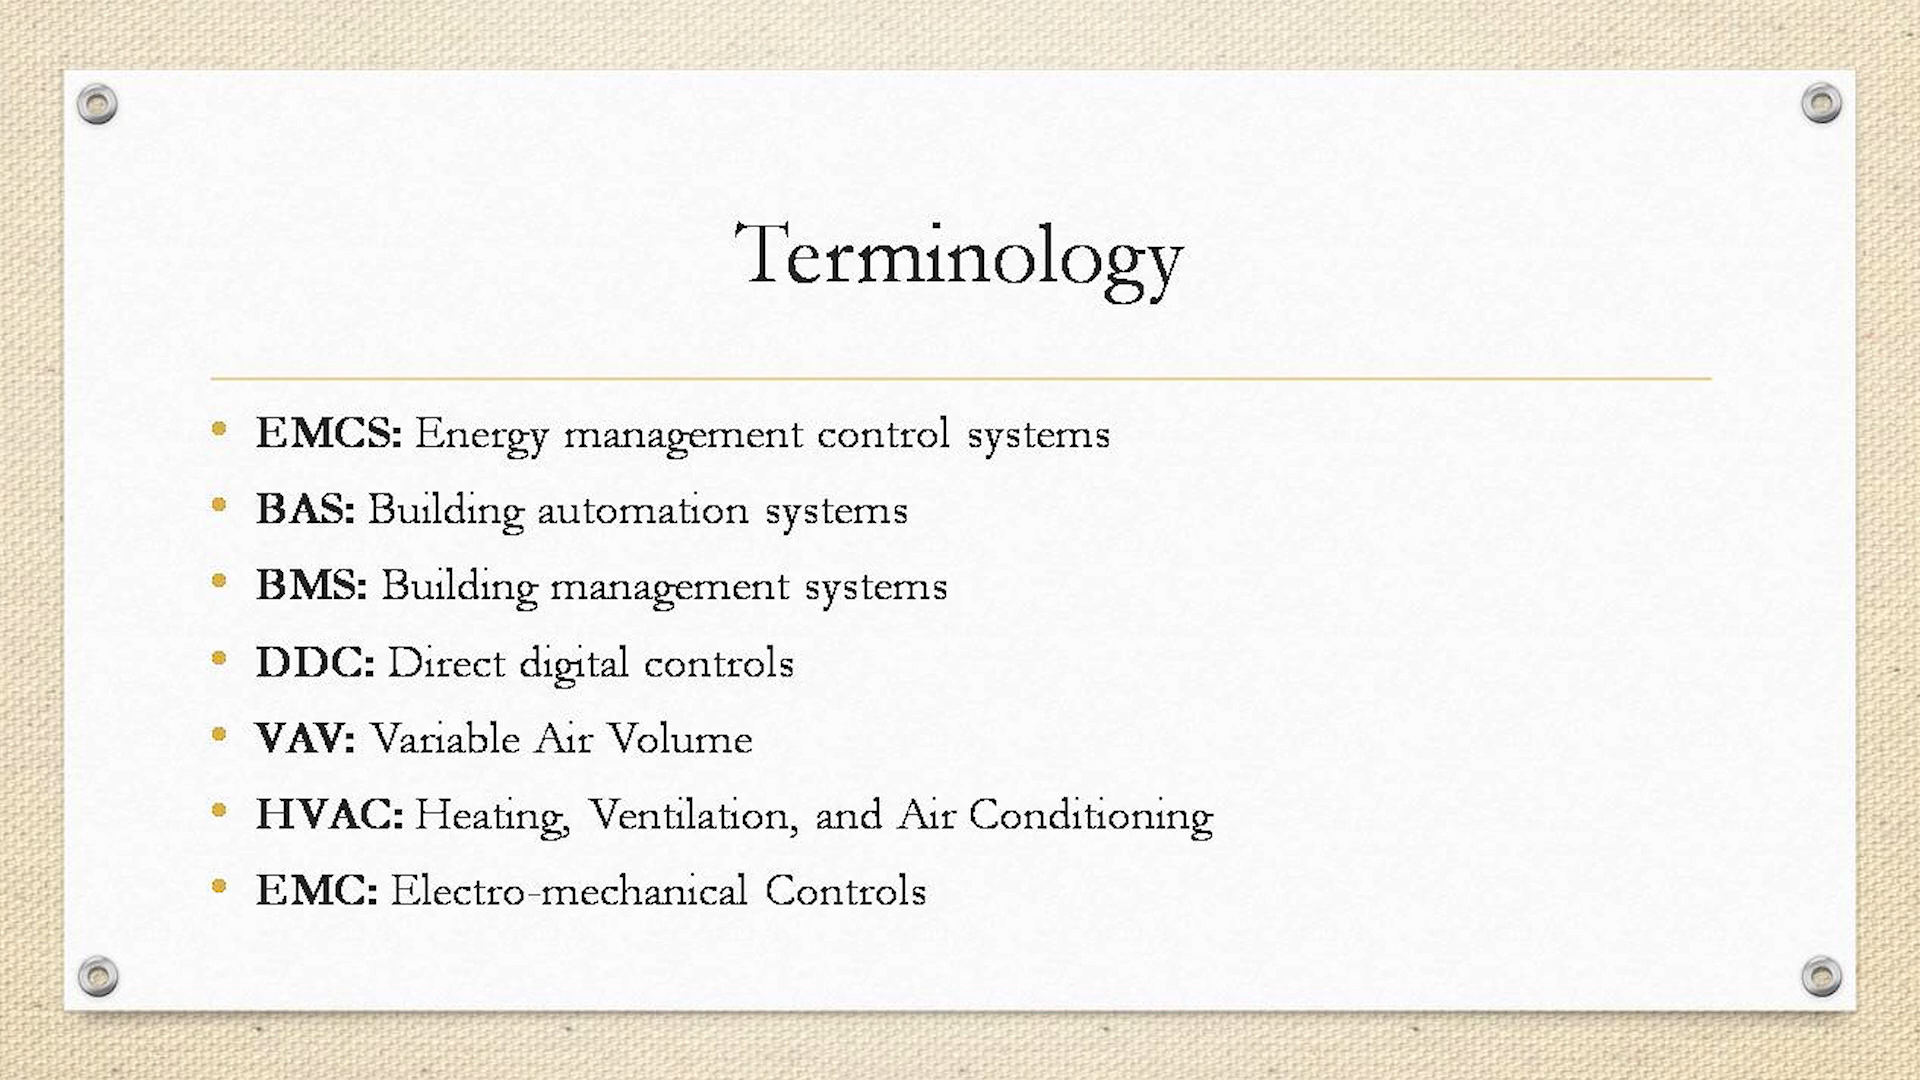 Terminology
• EMCS: Energy management control systems
• BAS: Building automation systems
• BMS: Building management systems
• DDC: Direct digital controls
• VAV: Variable Air Volume
• HVAC: Heating, Ventilation, and Air Conditioning
• EMC: Electro-mechanical Controls